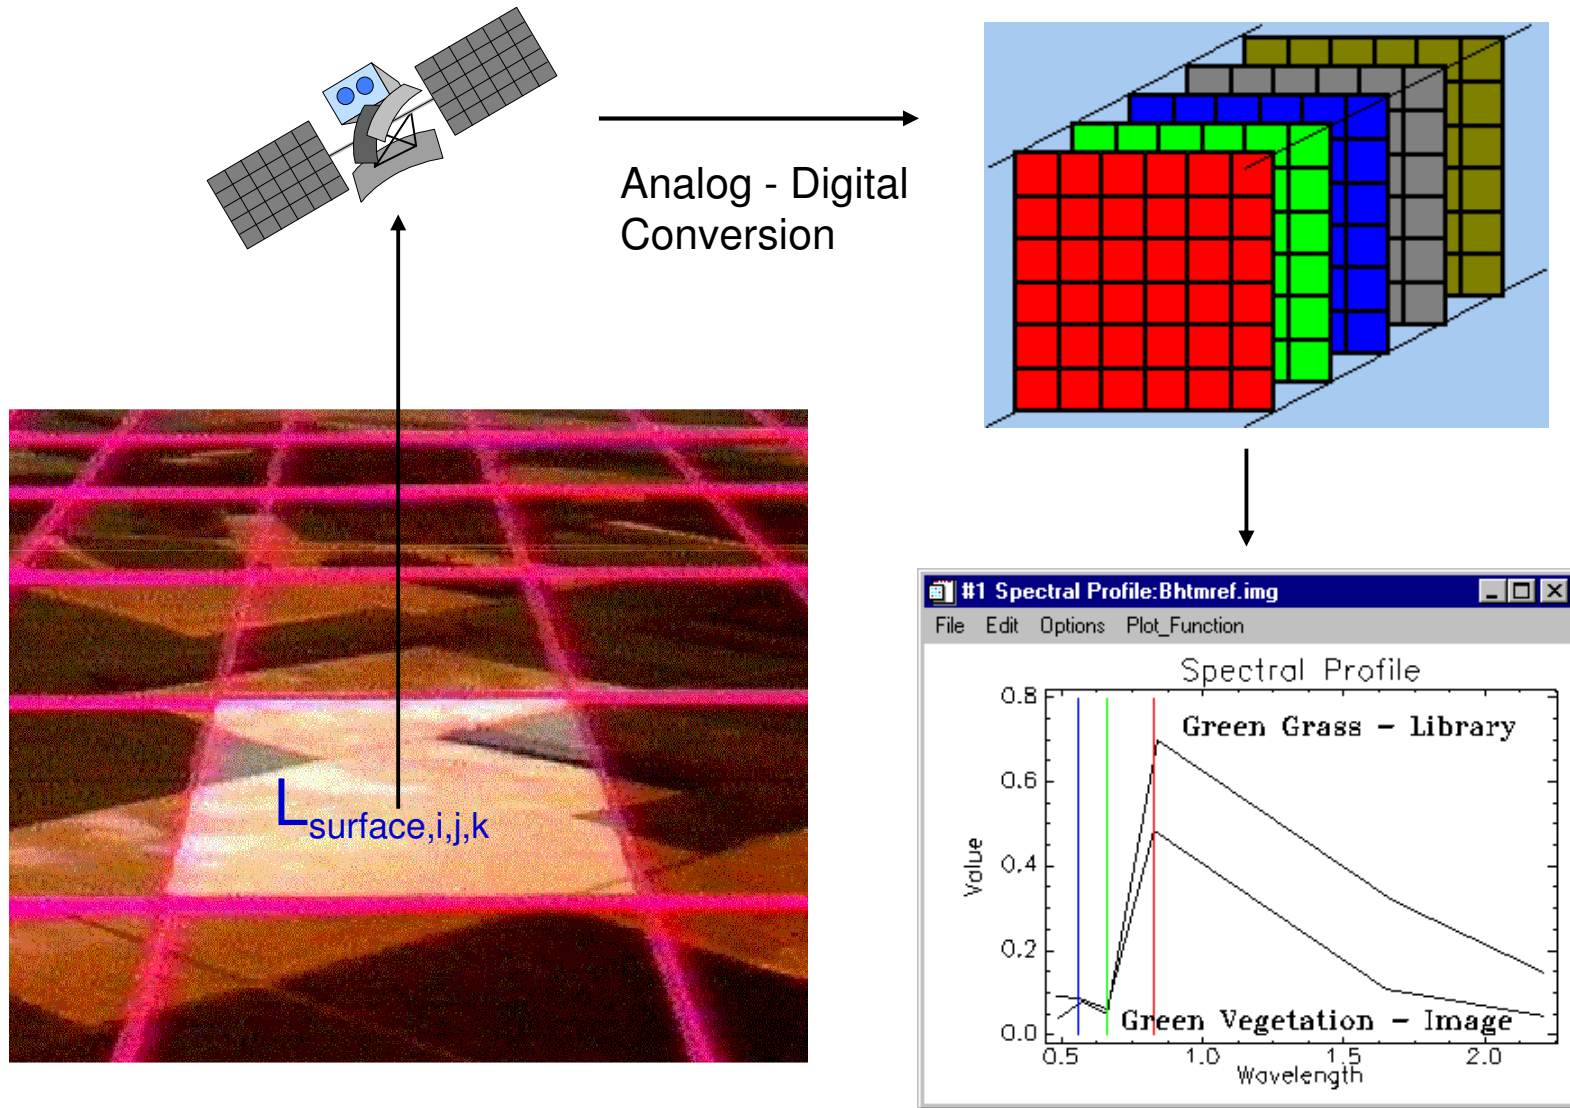 Analog - Digital
Conversion
L surface,i,j,k
#1 Spectral Profile:Bhtmref.img
File Edit Options Plot_Function
Spectral Profile
0.8
0.6
0.4
0.2
0.0
Value
Green Grass - Library
Green Vegetation - Image
0.5 1.0 1.5 2.0
Wavelength